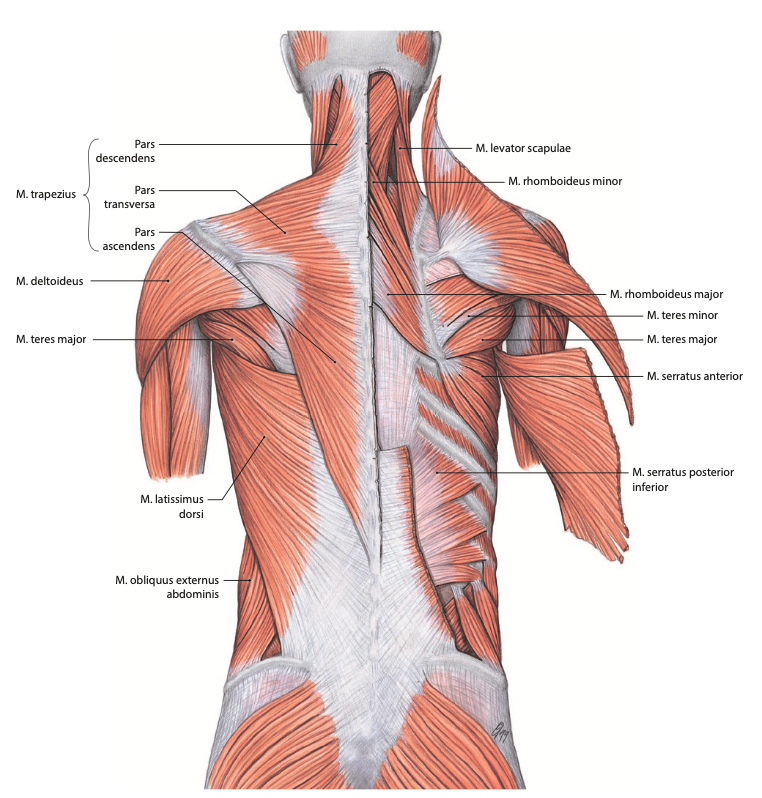 Pars
descendens
M. trapezius
Pars
transversa
Pars
ascendens
M. deltoideus
M. teres major
M. latissimus
dorsi
M. obliquus externus
abdominis
M. levator scapulae
M. rhomboideus minor
M. rhomboideus major
M. teres minor
M. teres major
M. serratus anterior
M. serratus posterior
inferior